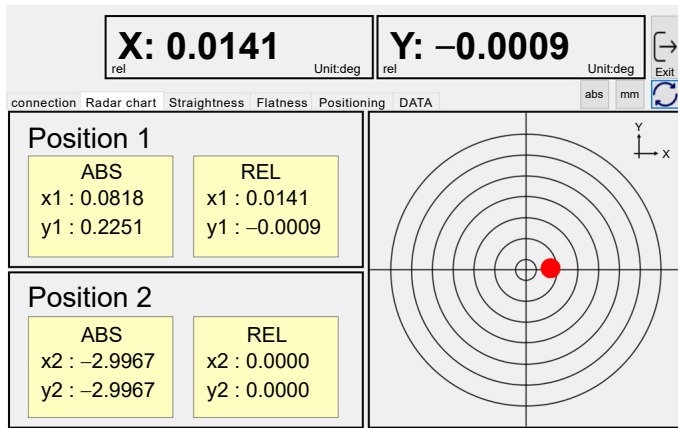 X: 0.0141
rel
Unit:deg
Y: −0.0009
rel
Unit:deg
Exit
connection Radar chart Straightness Flatness Positioning DATA
abs
mm
Position 1
ABS
x1 : 0.0818
y1 : 0.2251
REL
x1 : 0.0141
y1 : −0.0009
Position 2
ABS
x2 : −2.9967
y2 : −2.9967
REL
x2 : 0.0000
y2 : 0.0000
Y
X